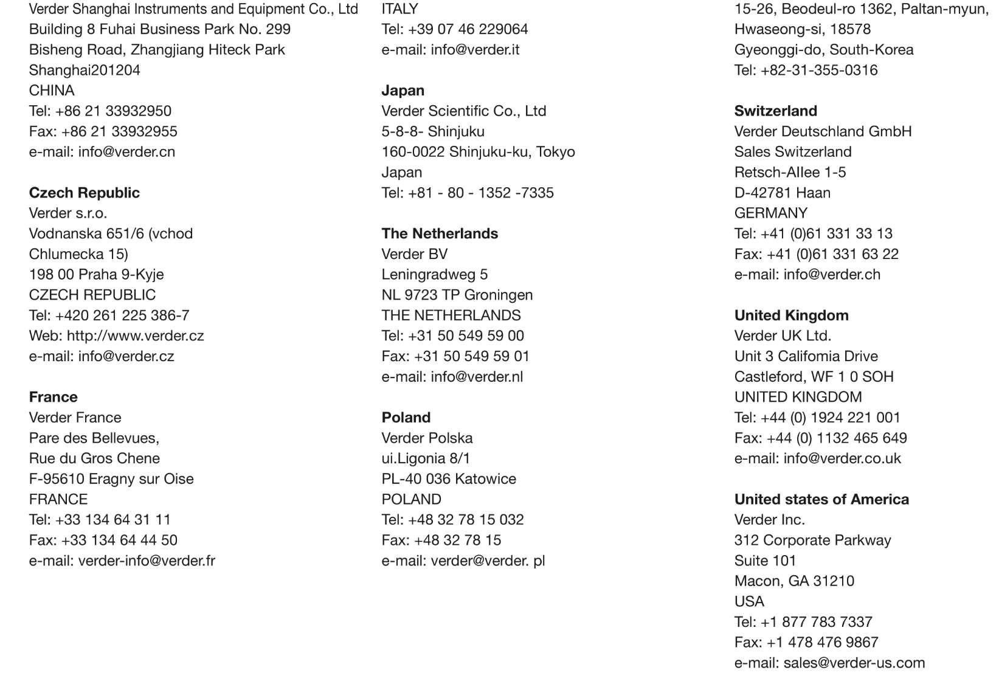 Verder Shanghai Instruments and Equipment Co., Ltd
Building 8 Fuhai Business Park No. 299
Bisheng Road, Zhangjiang Hiteck Park
Shanghai201204
CHINA
Tel: +86 21 33932950
Fax: +86 21 33932955
e-mail: info@verder.cn
Czech Republic
Verder s.r.o.
Vodnanska 651/6 (vchod
Chlumecka 15)
198 00 Praha 9-Kyje
CZECH REPUBLIC
Tel: +420 261 225 386-7
Web: http://www.verder.cz
e-mail: info@verder.cz
France
Verder France
Pare des Bellevues,
Rue du Gros Chene
F-95610 Eragny sur Oise
FRANCE
Tel: +33 134 64 31 11
Fax: +33 134 64 44 50
e-mail: verder-info@verder.fr
ITALY
Tel: +39 07 46 229064
e-mail: info@verder.it
Japan
Verder Scientific Co., Ltd
5-8-8- Shinjuku
160-0022 Shinjuku-ku, Tokyo
Japan
Tel: +81 - 80 - 1352 -7335
The Netherlands
Verder BV
Leningradweg 5
NL 9723 TP Groningen
THE NETHERLANDS
Tel: +31 50 549 59 00
Fax: +31 50 549 59 01
e-mail: info@verder.nl
Poland
Verder Polska
ui.Ligonia 8/1
PL-40 036 Katowice
POLAND
Tel: +48 32 78 15 032
Fax: +48 32 78 15
e-mail: verder@verder. pl
15-26, Beodeul-ro 1362, Paltan-myun,
Hwaseong-si, 18578
Gyeonggi-do, South-Korea
Tel: +82-31-355-0316
Switzerland
Verder Deutschland GmbH
Sales Switzerland
Retsch-AIIee 1-5
D-42781 Haan
GERMANY
Tel: +41 (0)61 331 33 13
Fax: +41 (0)61 331 63 22
e-mail: info@verder.ch
United Kingdom
Verder UK Ltd.
Unit 3 Califomia Drive
Castleford, WF 1 0 SOH
UNITED KINGDOM
Tel: +44 (0) 1924 221 001
Fax: +44 (0) 1132 465 649
e-mail: info@verder.co.uk
United states of America
Verder Inc.
312 Corporate Parkway
Suite 101
Macon, GA 31210
USA
Tel: +1 877 783 7337
Fax: +1 478 476 9867
e-mail: sales@verder-us.com